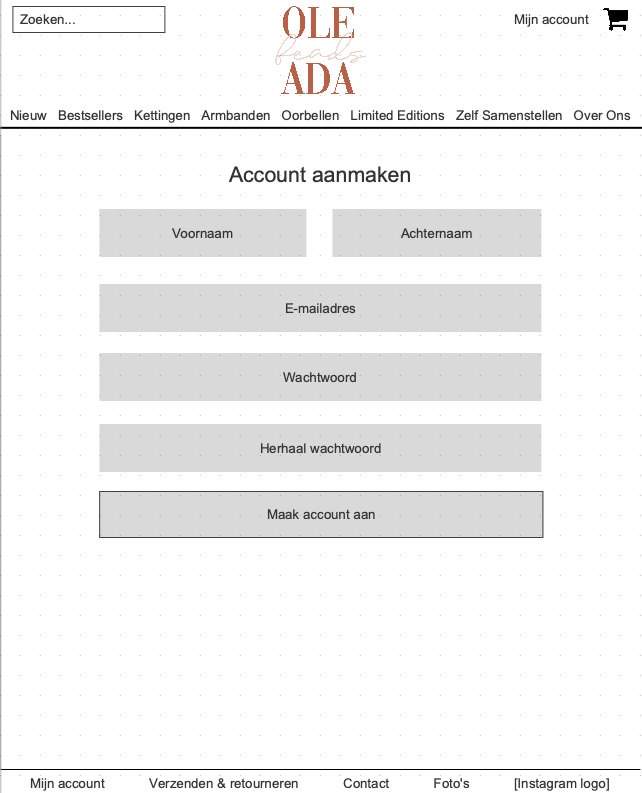 Zoeken...
OLE
beads
ADA
Mijn account
Nieuw Bestsellers Kettingen Armbanden Oorbellen Limited Editions Zelf Samenstellen Over Ons
Account aanmaken
Voornaam Achternaam
E-mailadres
Wachtwoord
Herhaal wachtwoord
Maak account aan
Mijn account Verzenden & retourneren Contact Foto's [Instagram logo]